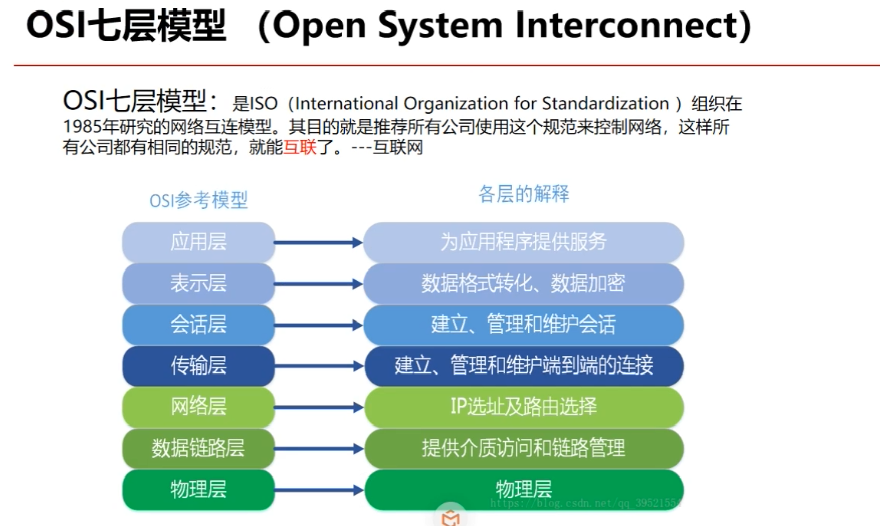 OSI七层模型 （Open System Interconnect）
OSI七层模型：是ISO（International Organization for Standardization ）组织在
1985年研究的网络互连模型。其目的就是推荐所有公司使用这个规范来控制网络，这样所
有公司都有相同的规范，就能互联了。---互联网
OSI参考模型 各层的解释
应用层 为应用程序提供服务
表示层 数据格式转化、数据加密
会话层 建立、管理和维护会话
传输层 建立、管理和维护端到端的连接
网络层 IP选址及路由选择
数据链路层 提供介质访问和链路管理
物理层 物理层